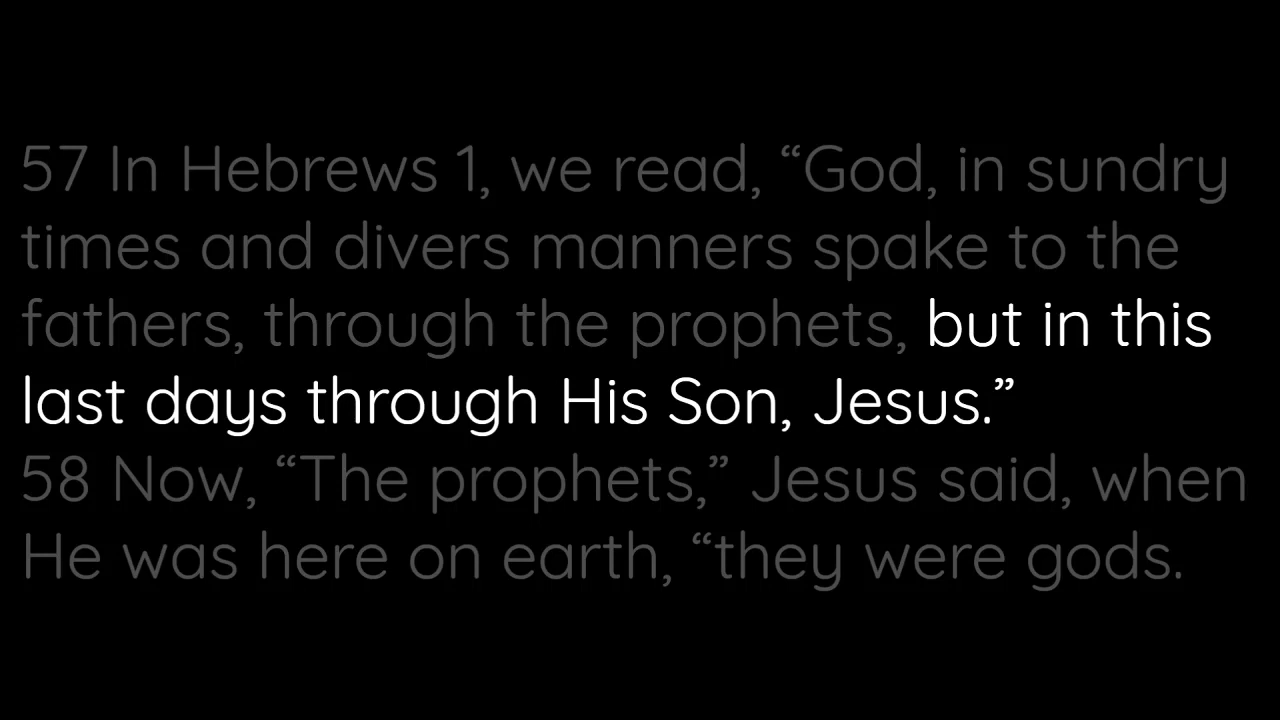 57 In Hebrews 1, we read, “God, in sundry
times and divers manners spake to the
fathers, through the prophets, but in this
last days through His Son, Jesus.”
58 Now, “The prophets,” Jesus said, when
He was here on earth, “they were gods.